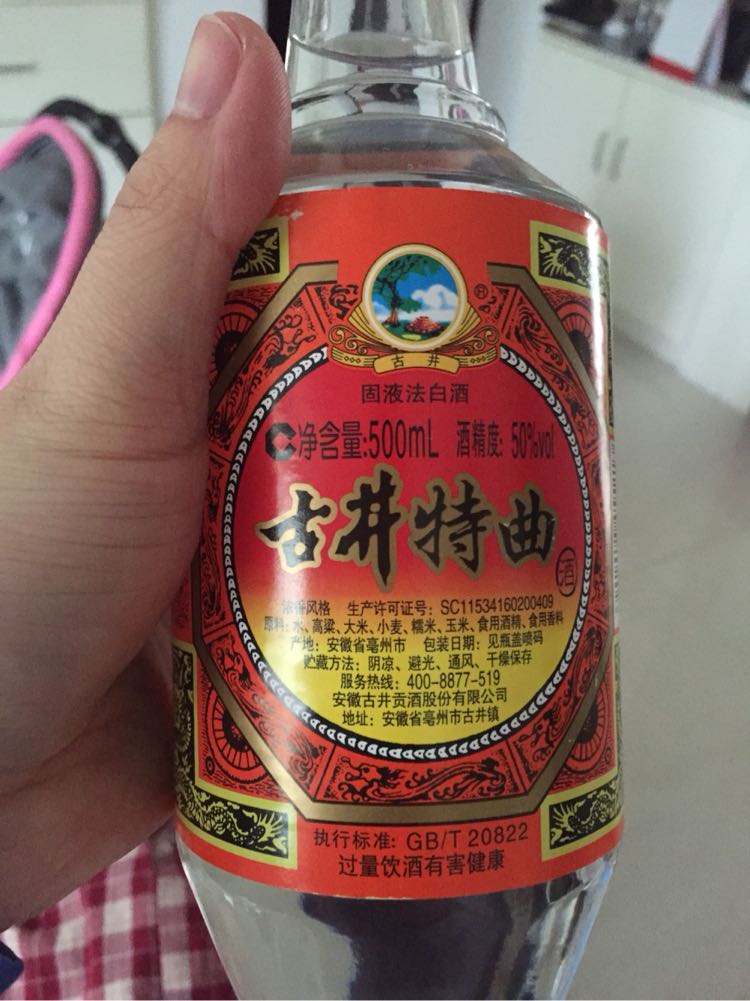 古井
®
固液法白酒
C净含量:500mL 酒精度: 50%vol
古井特曲
酒
浓香风格 生产许可证号: SC11534160200409
原料: 水、高粱、大米、小麦、糯米、玉米、食用酒精、食用香料
产地: 安徽省亳州市 包装日期: 见瓶盖喷码
贮藏方法: 阴凉、避光、通风、干燥保存
服务热线: 400-8877-519
安徽古井贡酒股份有限公司
地址: 安徽省亳州市古井镇
执行标准: GB/T 20822
过量饮酒有害健康